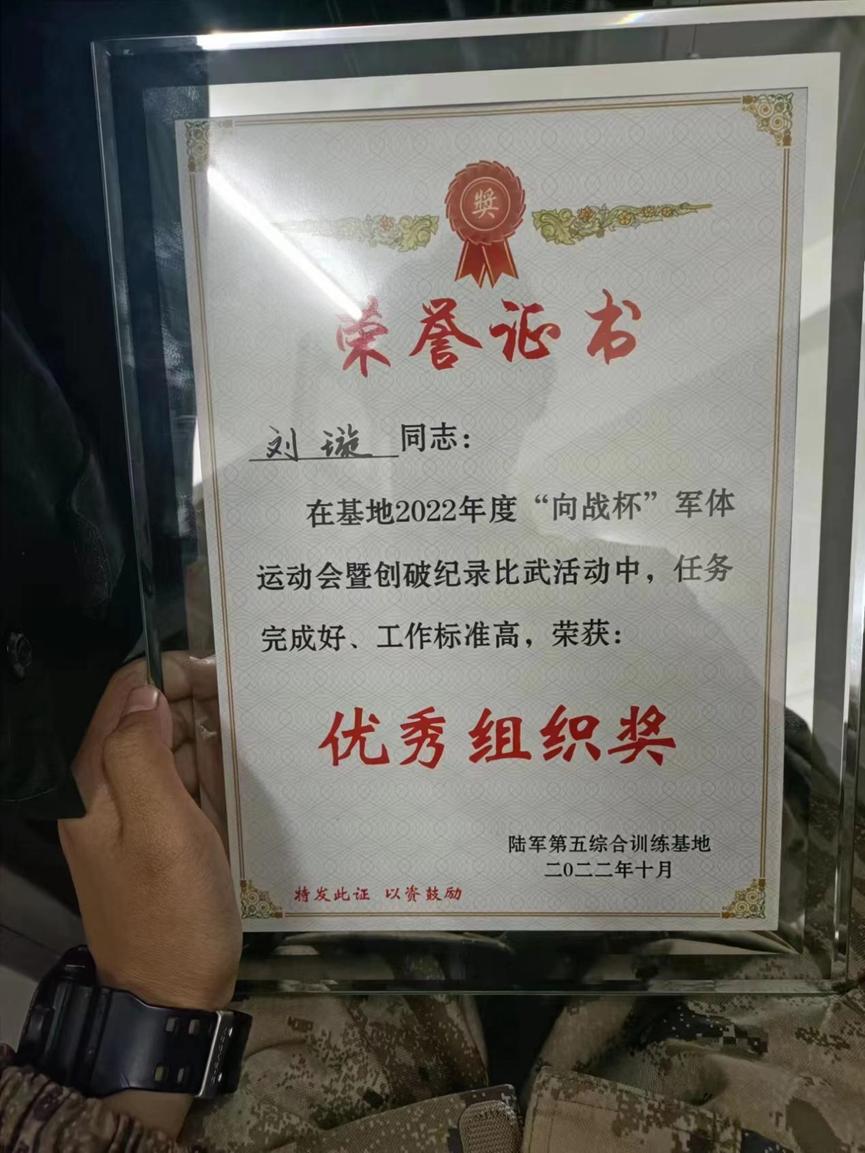 奬
荣誉证书
刘璇同志：
在基地2022年度“向战杯”军体
运动会暨创破纪录比武活动中，任务
完成好、工作标准高，荣获：
优秀组织奖
陆军第五综合训练基地
二〇二二年十月
特发此证 以资鼓励